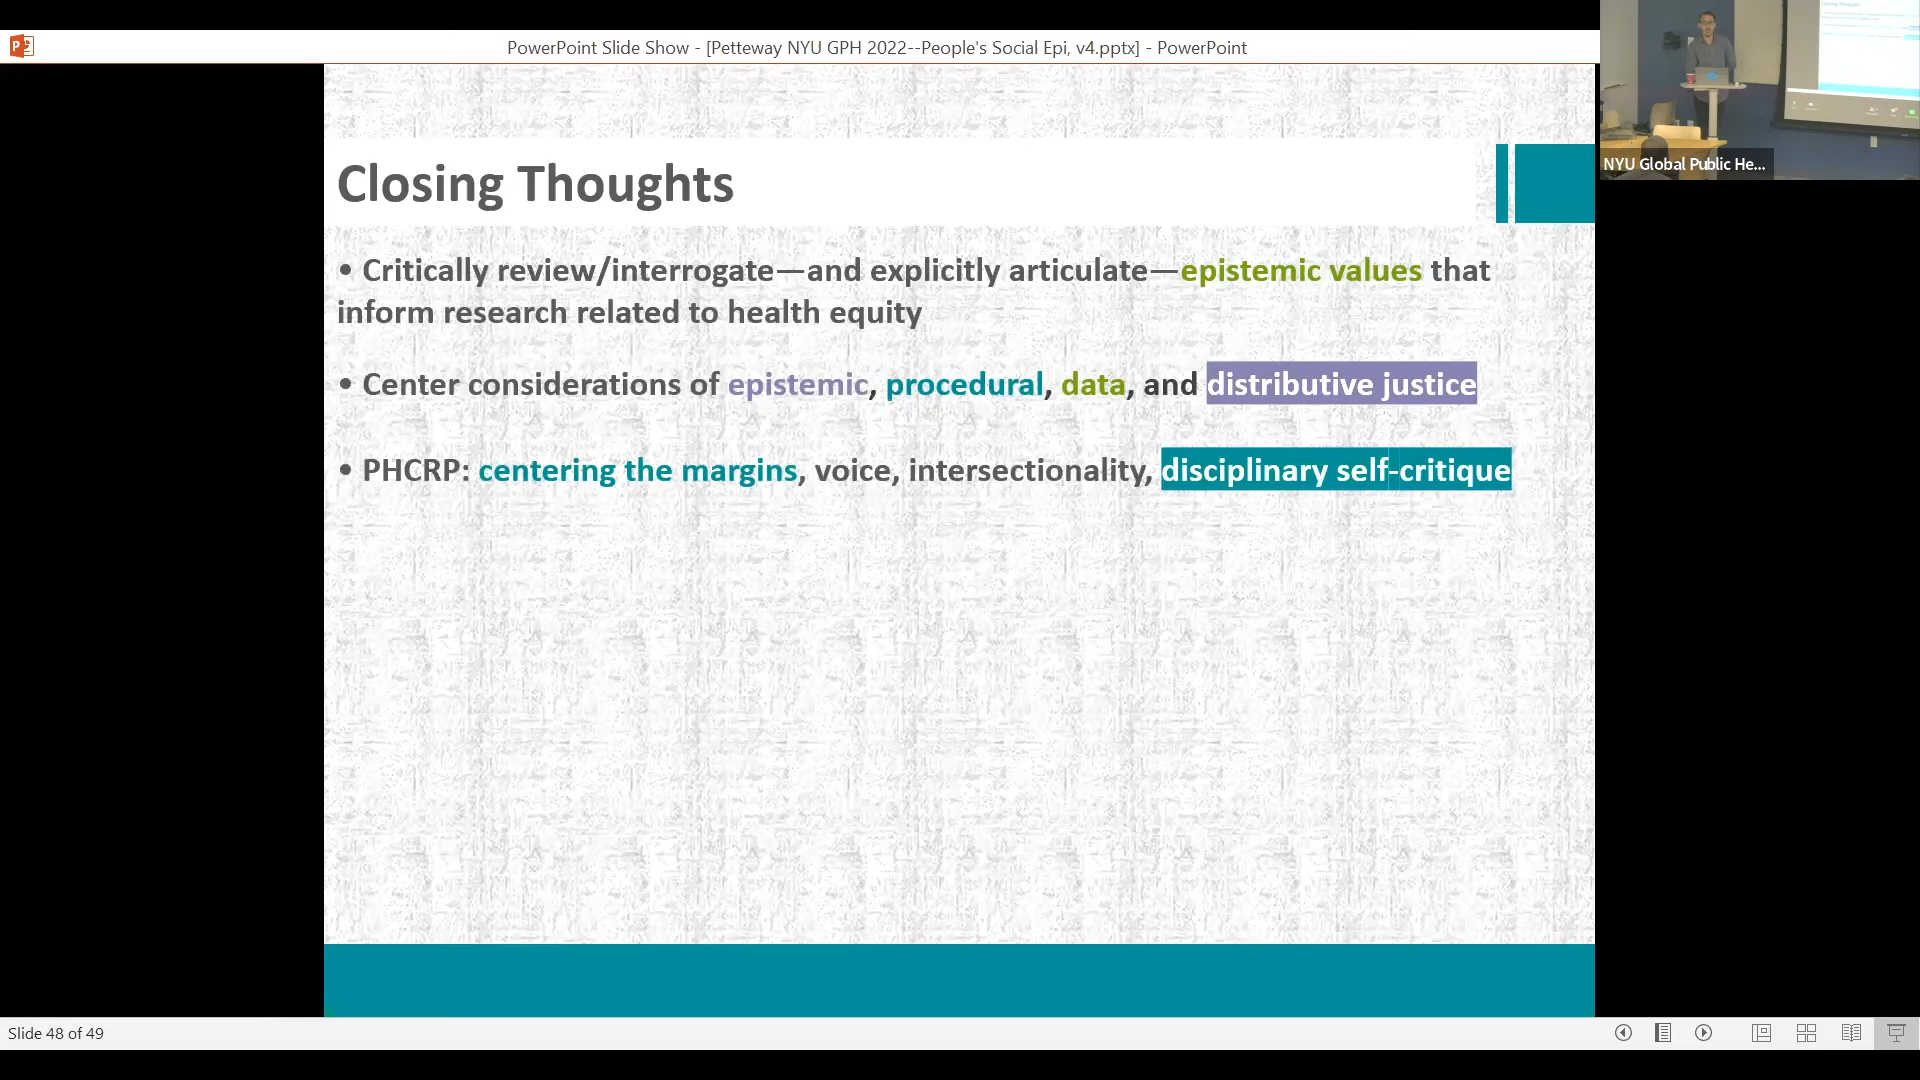 PowerPoint Slide Show - [Petteway NYU GPH 2022--People's Social Epi, v4.pptx] - PowerPoint
NYU Global Public He...
Closing Thoughts
• Critically review/interrogate—and explicitly articulate—epistemic values that
inform research related to health equity
• Center considerations of epistemic, procedural, data, and distributive justice
• PHCRP: centering the margins, voice, intersectionality, disciplinary self-critique
Slide 48 of 49